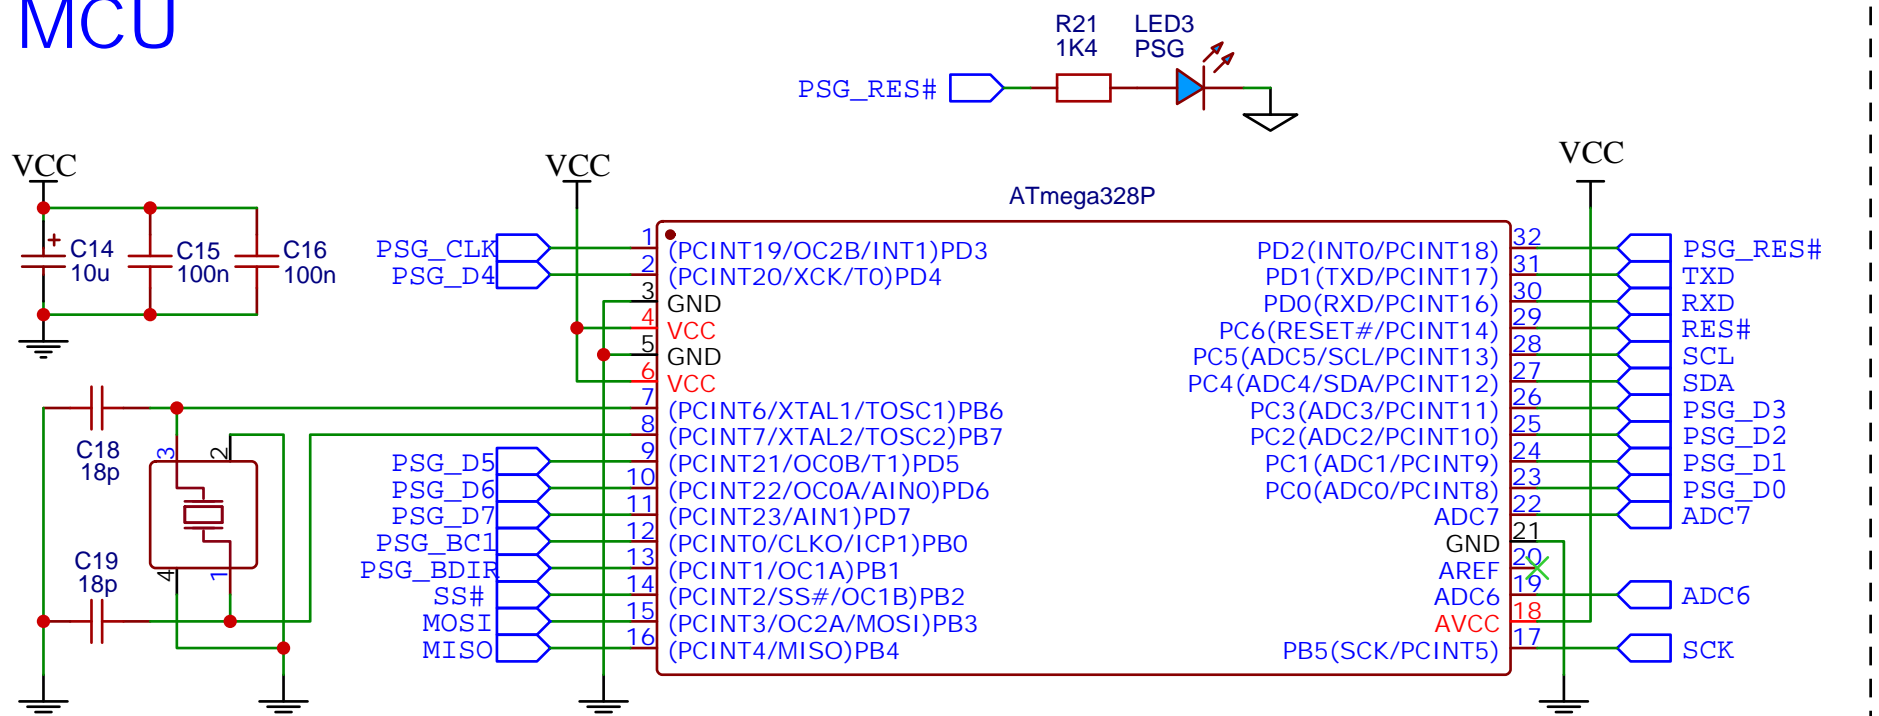 MCU
R21
1K4
LED3
PSG
PSG_RES#
VCC
VCC
VCC
C14
10u
C15
100n
C16
100n
C18
18p
C19
18p
3
2
4
1
ATmega328P
PSG_CLK 1 (PCINT19/OC2B/INT1)PD3
PSG_D4 2 (PCINT20/XCK/T0)PD4
3 GND
4 VCC
5 GND
6 VCC
7 (PCINT6/XTAL1/TOSC1)PB6
8 (PCINT7/XTAL2/TOSC2)PB7
PSG_D5 9 (PCINT21/OC0B/T1)PD5
PSG_D6 10 (PCINT22/OC0A/AIN0)PD6
PSG_D7 11 (PCINT23/AIN1)PD7
PSG_BC1 12 (PCINT0/CLKO/ICP1)PB0
PSG_BDIR 13 (PCINT1/OC1A)PB1
SS# 14 (PCINT2/SS#/OC1B)PB2
MOSI 15 (PCINT3/OC2A/MOSI)PB3
MISO 16 (PCINT4/MISO)PB4
PD2(INT0/PCINT18) 32 PSG_RES#
PD1(TXD/PCINT17) 31 TXD
PD0(RXD/PCINT16) 30 RXD
PC6(RESET#/PCINT14) 29 RES#
PC5(ADC5/SCL/PCINT13) 28 SCL
PC4(ADC4/SDA/PCINT12) 27 SDA
PC3(ADC3/PCINT11) 26 PSG_D3
PC2(ADC2/PCINT10) 25 PSG_D2
PC1(ADC1/PCINT9) 24 PSG_D1
PC0(ADC0/PCINT8) 23 PSG_D0
ADC7 22 ADC7
GND 21
AREF 20
ADC6 19 ADC6
AVCC 18
PB5(SCK/PCINT5) 17 SCK